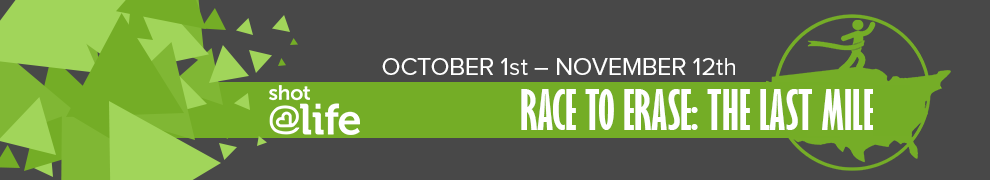 OCTOBER 1st – NOVEMBER 12th
shot
@life
RACE TO ERASE: THE LAST MILE